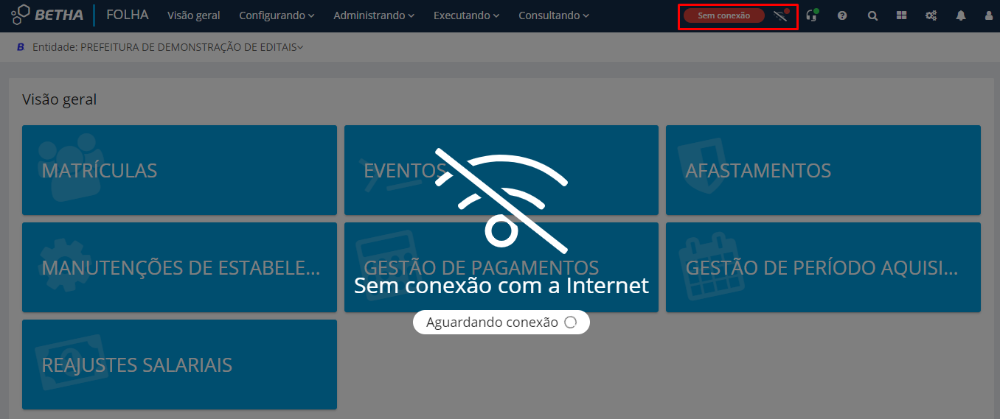 BETHA FOLHA Visão geral Configurando Administrando Executando Consultando Sem conexão
B Entidade: PREFEITURA DE DEMONSTRAÇÃO DE EDITAIS
Visão geral
MATRÍCULAS
EVENTOS
AFASTAMENTOS
MANUTENÇÕES DE ESTABELE...
GESTÃO DE PAGAMENTOS
GESTÃO DE PERÍODO AQUISI...
Sem conexão com a Internet
Aguardando conexão
REAJUSTES SALARIAIS